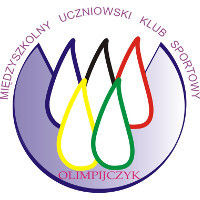 MIĘDZYSZKOLNY UCZNIOWSKI KLUB SPORTOWY
OLIMPIJCZYK